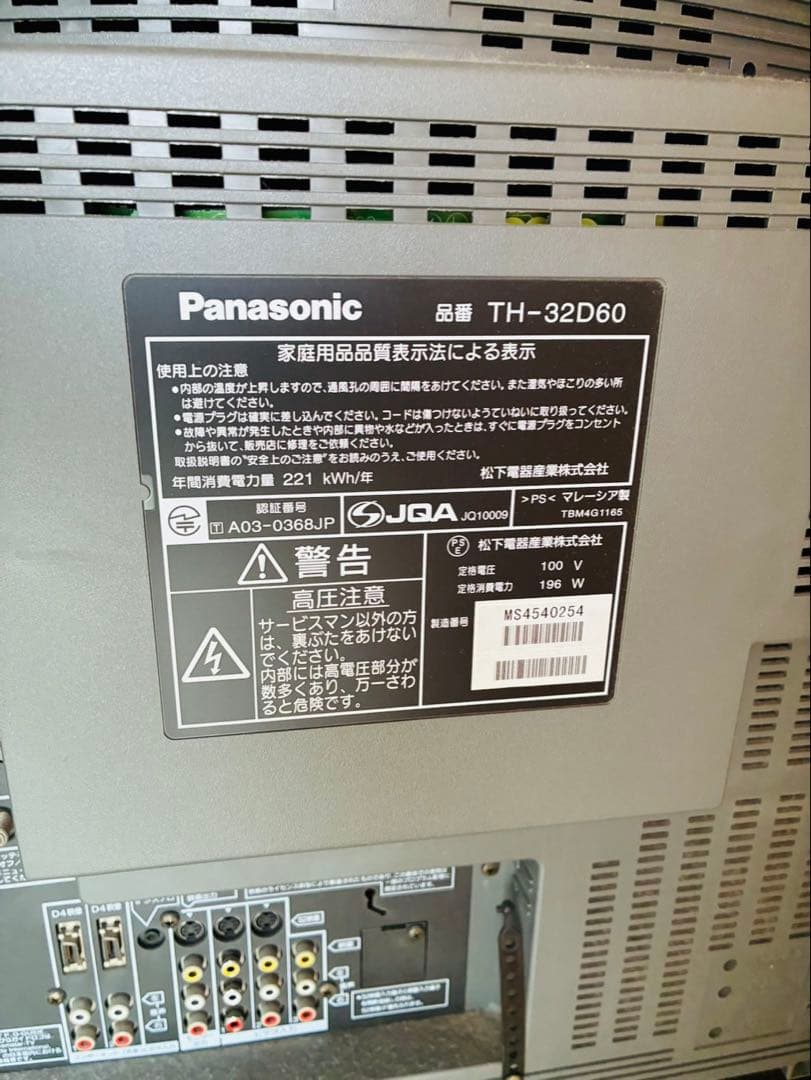 Panasonic 品番 TH-32D60
家庭用品品質表示法による表示
使用上の注意
●内部の温度が上昇しますので、通風孔の周囲に間隔をあけてください。また湿気やほこりの多い所
は避けてください。
●電源プラグは確実に差し込んでください。コードは傷つけないようていねいに取り扱ってください。
●故障や異常が発生したときや内部に異物や水などが入ったときは、すぐに電源プラグをコンセント
から抜いて、販売店に修理をご依頼ください。
取扱説明書の"安全上のご注意"をお読みのうえ、ご使用ください。
年間消費電力量 221 kWh/年 松下電器産業株式会社
認証番号
T A03-0368JP
JQA JQ10009
>PS< マレーシア製
TBM4G1165
警告
高圧注意
サービスマン以外の方
は、裏ぶたをあけない
でください。
内部には高電圧部分が
数多くあり、万一さわ
ると危険です。
PSE 松下電器産業株式会社
定格電圧 100 V
定格消費電力 196 W
製造番号 MS4540254
D4映像 D4映像